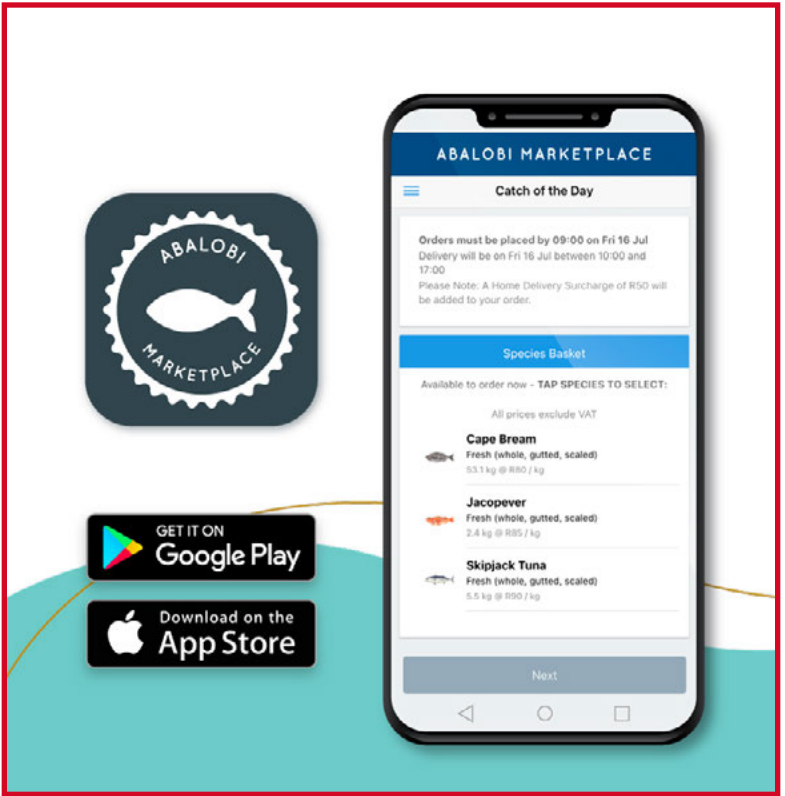 ABALOBI
MARKETPLACE
GET IT ON
Google Play
Download on the
App Store
ABALOBI MARKETPLACE
Catch of the Day
Orders must be placed by 09:00 on Fri 16 Jul
Delivery will be on Fri 16 Jul between 10:00 and
17:00
Please Note: A Home Delivery Surcharge of R50 will
be added to your order.
Species Basket
Available to order now - TAP SPECIES TO SELECT:
All prices exclude VAT
Cape Bream
Fresh (whole, gutted, scaled)
53.1 kg @ R80 / kg
Jacopever
Fresh (whole, gutted, scaled)
2.4 kg @ R85 / kg
Skipjack Tuna
Fresh (whole, gutted, scaled)
5.5 kg @ R90 / kg
Next